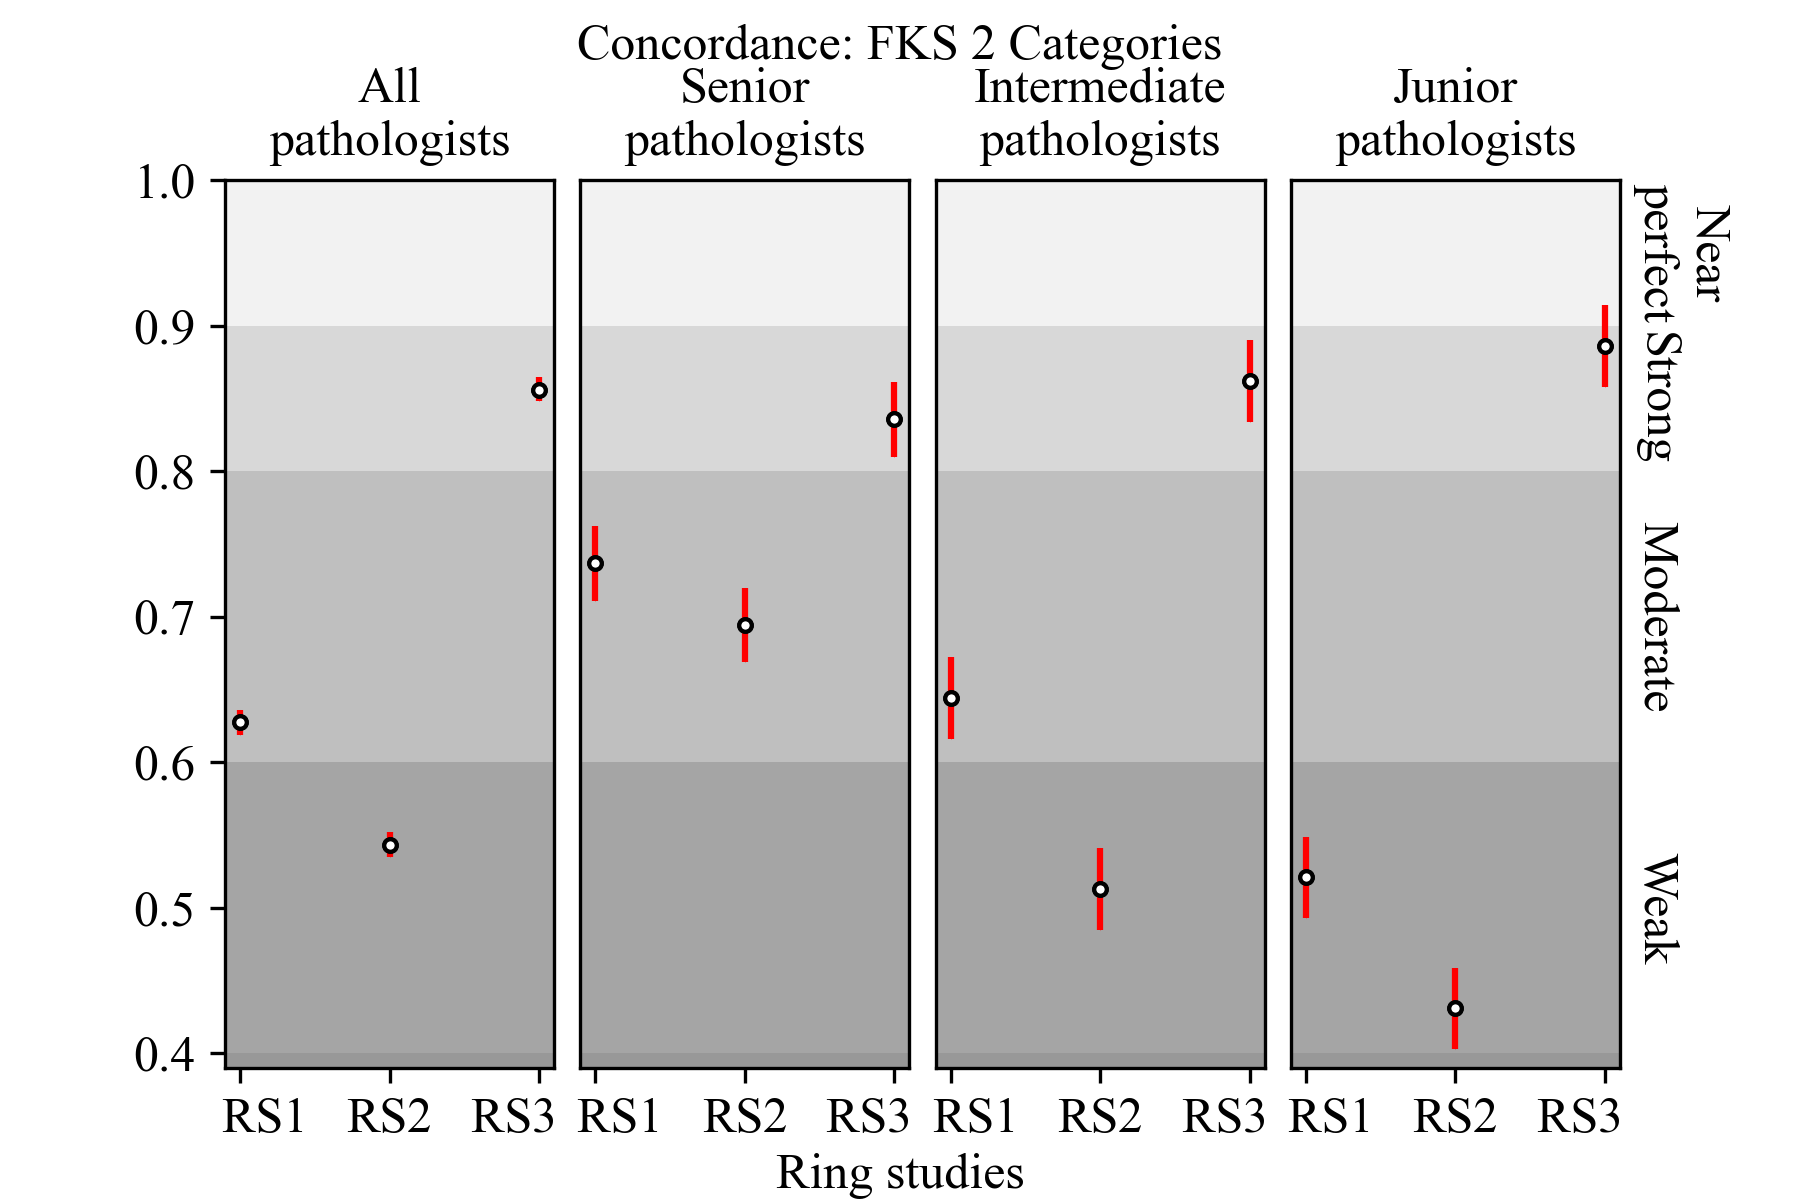 Concordance: FKS 2 Categories
All
pathologists
Senior
pathologists
Intermediate
pathologists
Junior
pathologists
1.0
0.9
0.8
0.7
0.6
0.5
0.4
Near
perfect
Strong
Moderate
Weak
RS1 RS2 RS3 RS1 RS2 RS3 RS1 RS2 RS3 RS1 RS2 RS3
Ring studies